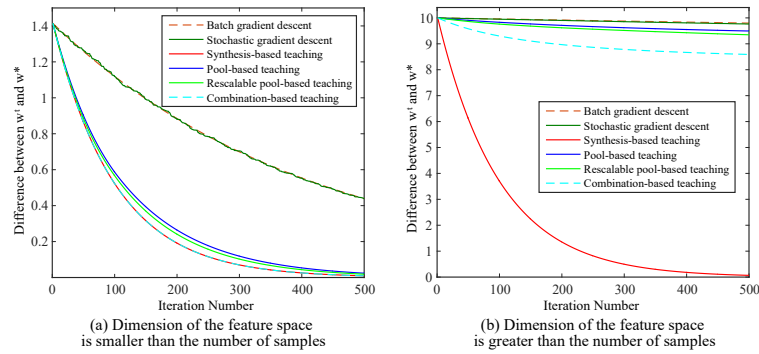 1.4
1.2
1
0.8
0.6
0.4
0.2
0
100
200
300
400
500
Difference between wᵗ and w*
Iteration Number
Batch gradient descent
Stochastic gradient descent
Synthesis-based teaching
Pool-based teaching
Rescalable pool-based teaching
Combination-based teaching
(a) Dimension of the feature space
is smaller than the number of samples
10
9
8
7
6
5
4
3
2
1
0
0
100
200
300
400
500
Difference between wᵗ and w*
Iteration Number
Batch gradient descent
Stochastic gradient descent
Synthesis-based teaching
Pool-based teaching
Rescalable pool-based teaching
Combination-based teaching
(b) Dimension of the feature space
is greater than the number of samples